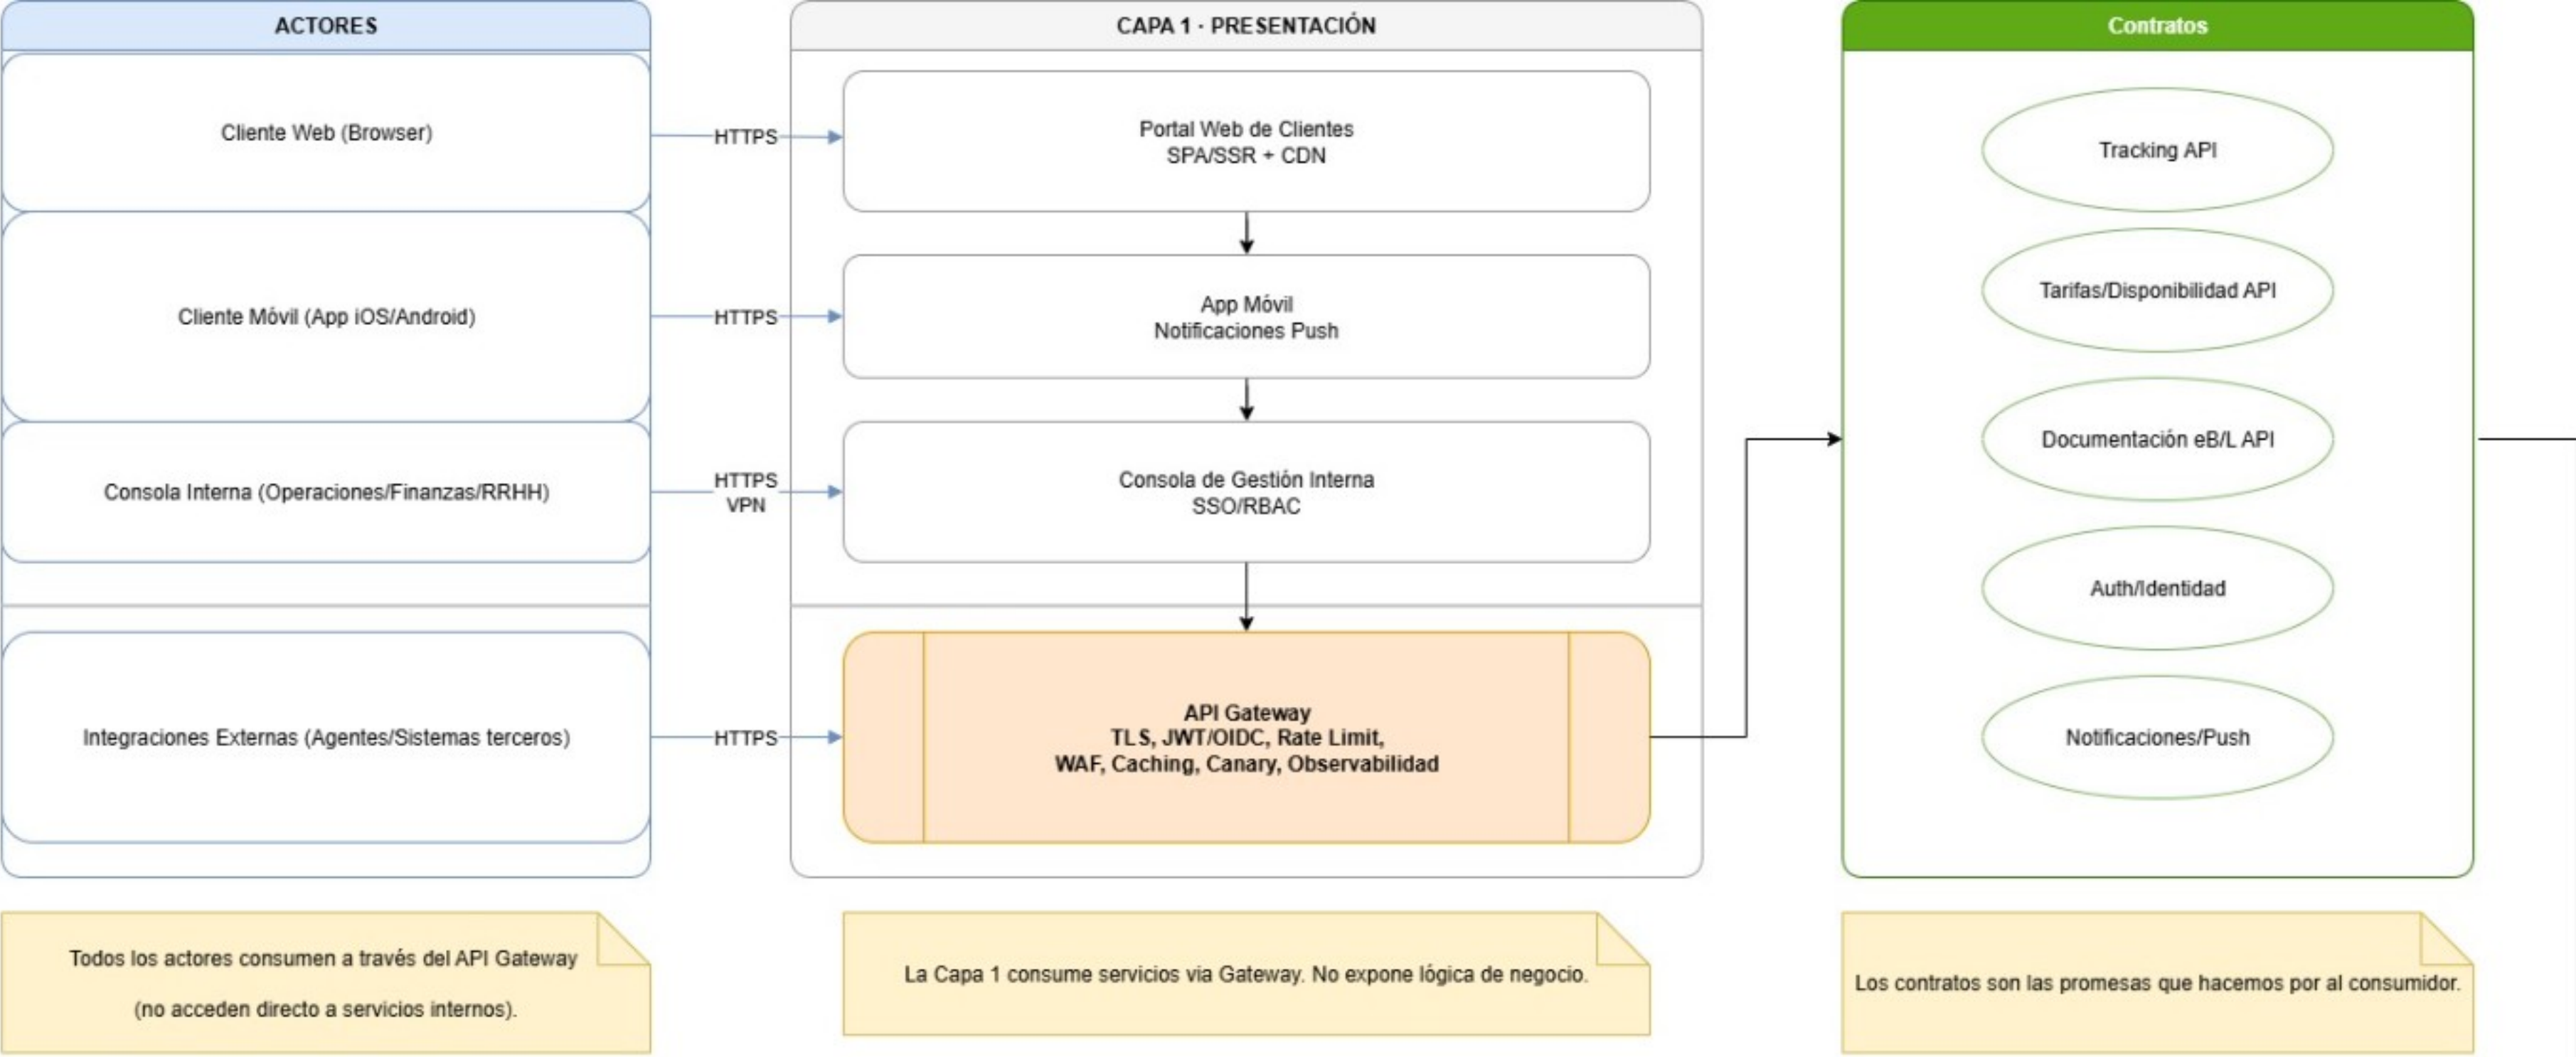 ACTORES
Cliente Web (Browser)
Cliente Móvil (App iOS/Android)
Consola Interna (Operaciones/Finanzas/RRHH)
Integraciones Externas (Agentes/Sistemas terceros)
HTTPS
HTTPS
HTTPS
VPN
HTTPS
CAPA 1 - PRESENTACIÓN
Portal Web de Clientes
SPA/SSR + CDN
App Móvil
Notificaciones Push
Consola de Gestión Interna
SSO/RBAC
API Gateway
TLS, JWT/OIDC, Rate Limit,
WAF, Caching, Canary, Observabilidad
Contratos
Tracking API
Tarifas/Disponibilidad API
Documentación eB/L API
Auth/Identidad
Notificaciones/Push
Todos los actores consumen a través del API Gateway
(no acceden directo a servicios internos).
La Capa 1 consume servicios via Gateway. No expone lógica de negocio.
Los contratos son las promesas que hacemos por al consumidor.